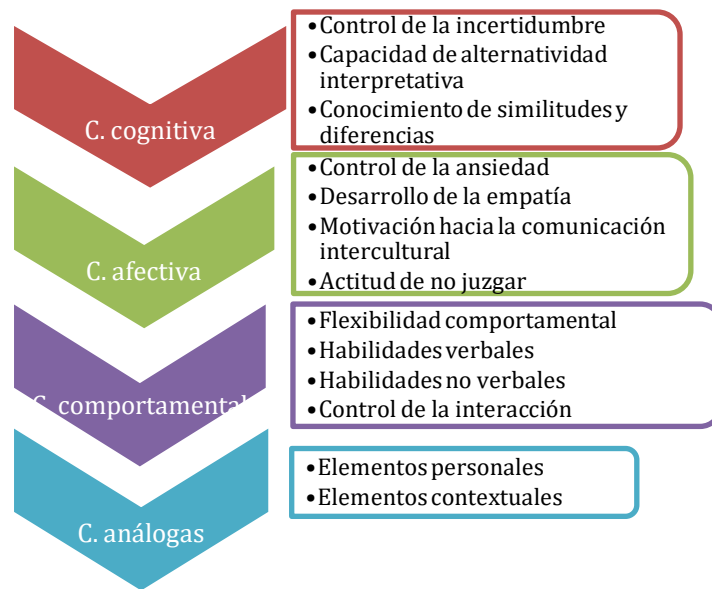 C. cognitiva
•Control de la incertidumbre
•Capacidad de alternatividad
interpretativa
•Conocimiento de similitudes y
diferencias
C. afectiva
•Control de la ansiedad
•Desarrollo de la empatía
•Motivación hacia la comunicación
intercultural
•Actitud de no juzgar
C. comportamental
•Flexibilidad comportamental
•Habilidades verbales
•Habilidades no verbales
•Control de la interacción
C. análogas
•Elementos personales
•Elementos contextuales